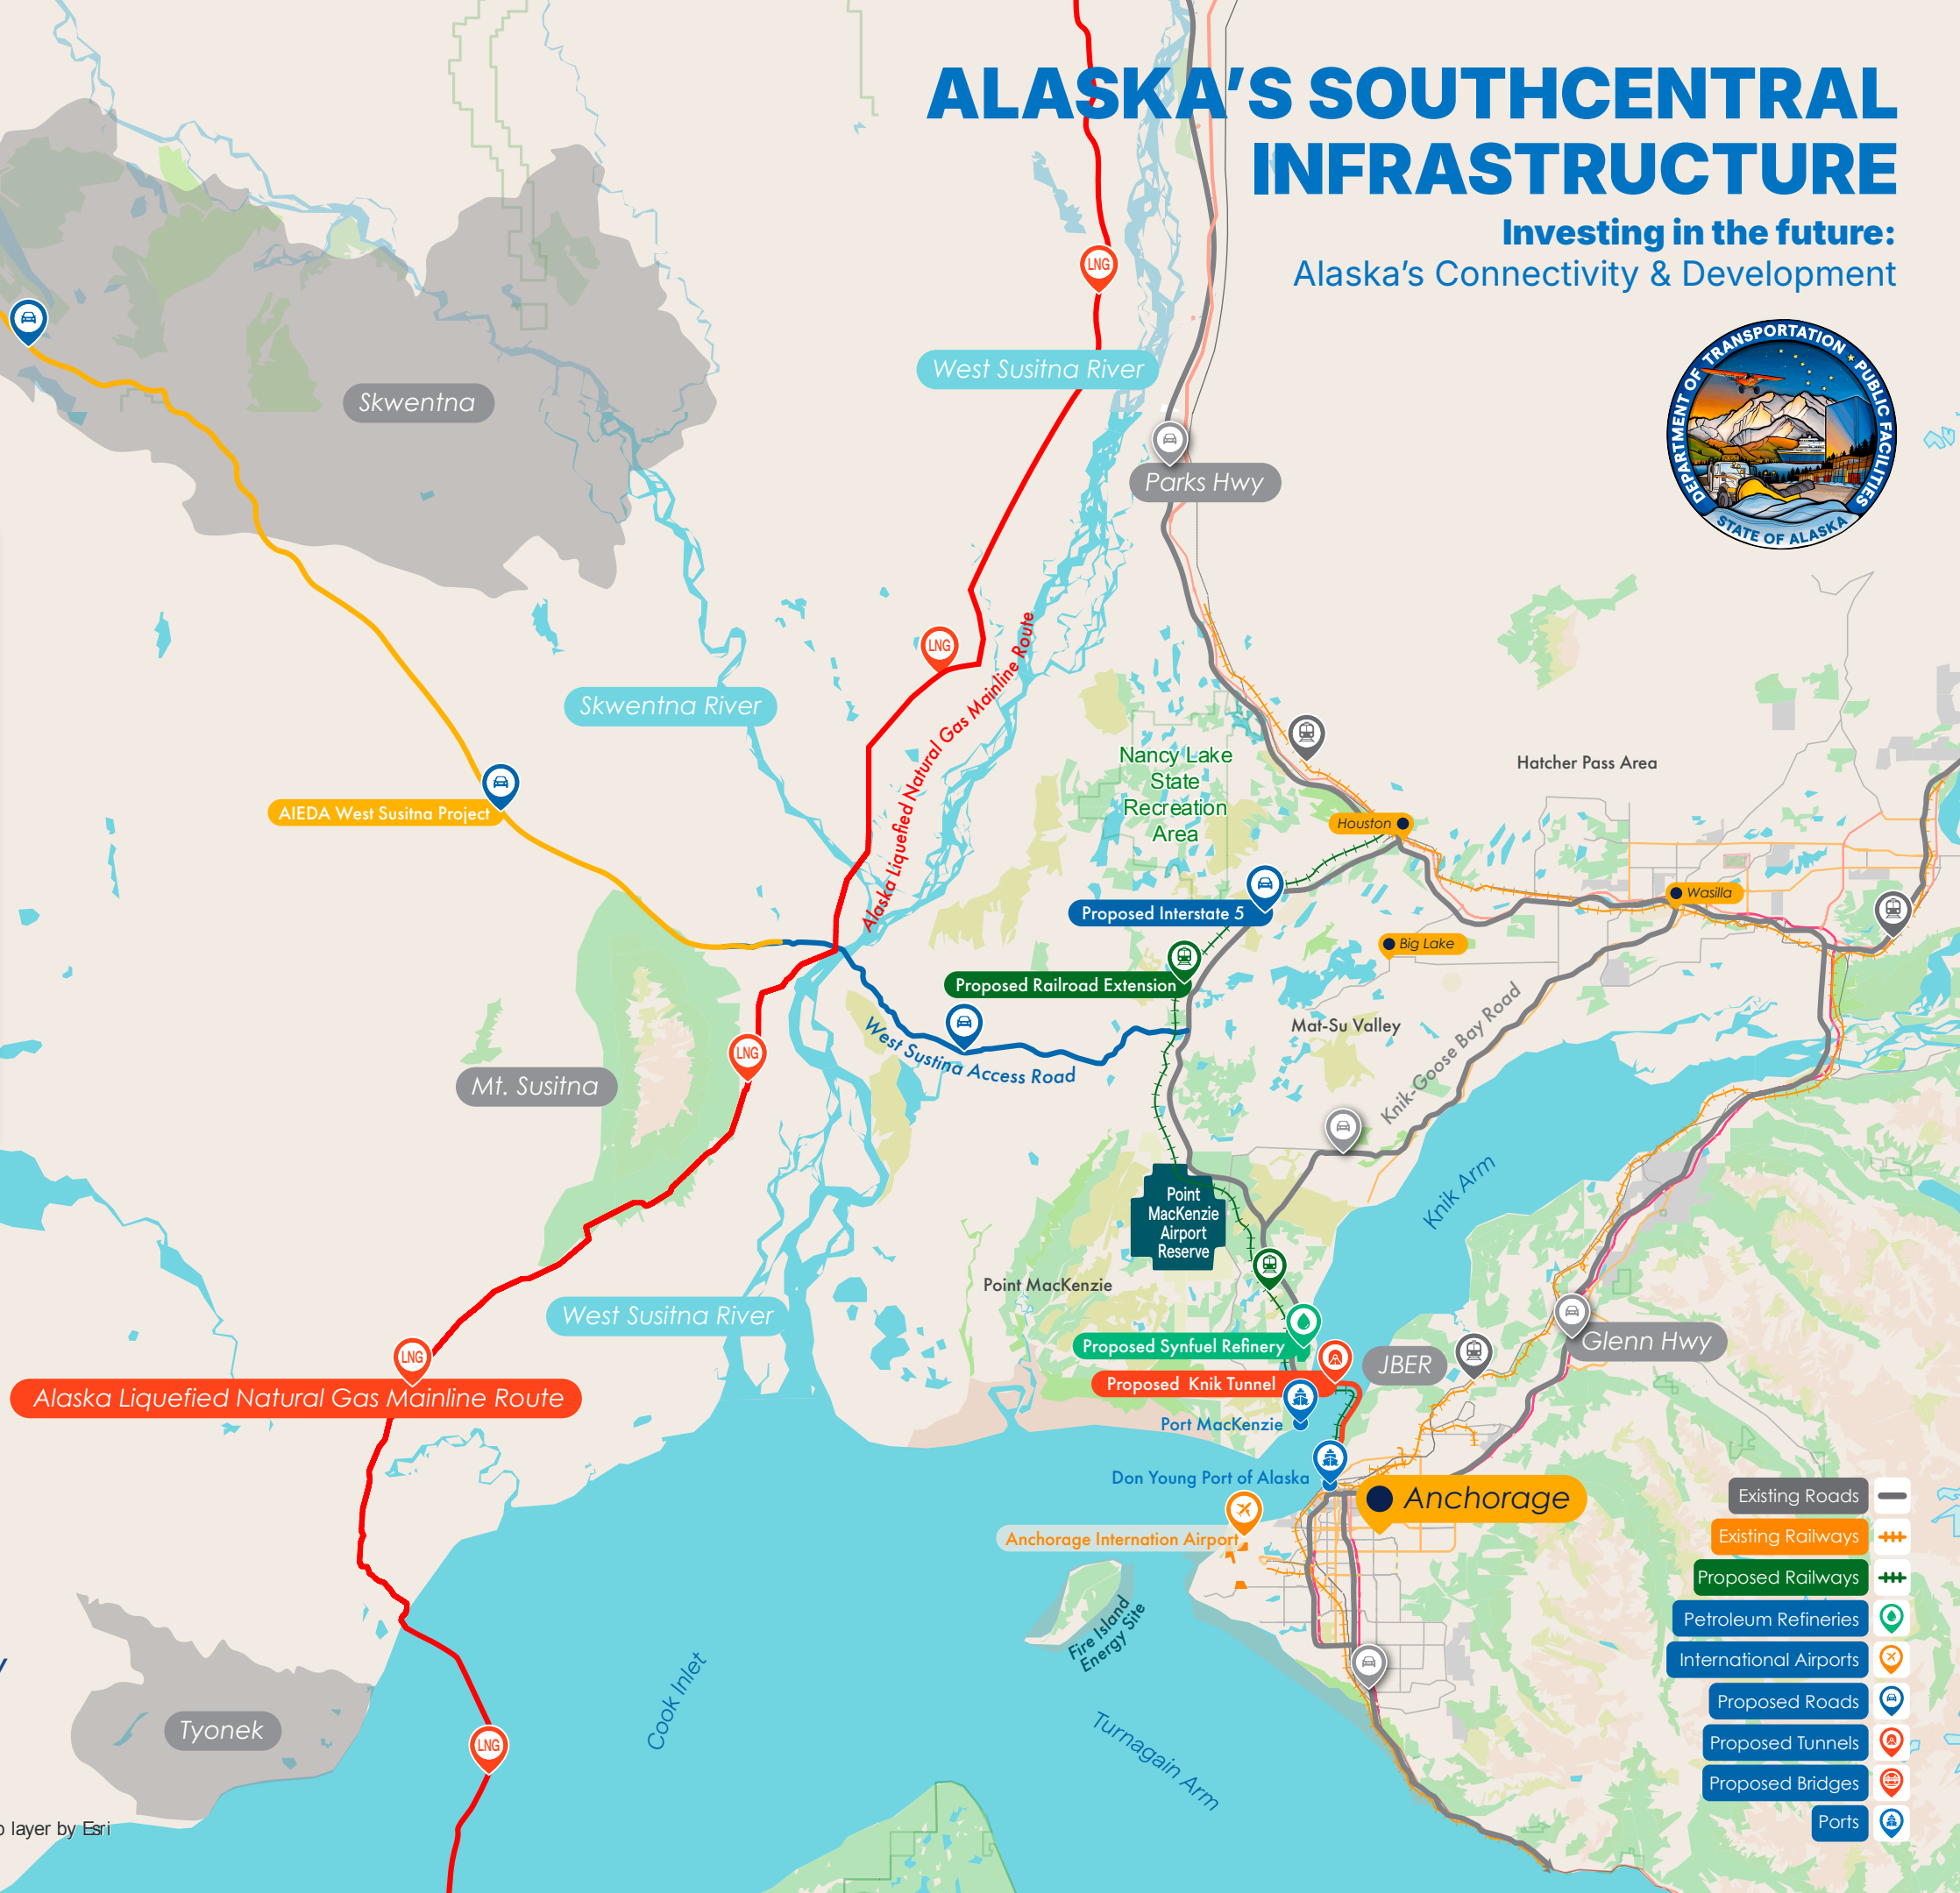 ALASKA'S SOUTHCENTRAL
INFRASTRUCTURE
Investing in the future:
Alaska's Connectivity & Development
DEPARTMENT OF TRANSPORTATION ★ PUBLIC FACILITIES
STATE OF ALASKA
LNG
West Susitna River
Skwentna
Parks Hwy
LNG
Alaska Liquefied Natural Gas Mainline Route
Skwentna River
Nancy Lake
State
Recreation
Area
Hatcher Pass Area
AIEDA West Susitna Project
Houston
Wasilla
Proposed Interstate 5
Big Lake
Proposed Railroad Extension
Mat-Su Valley
Knik-Goose Bay Road
LNG
West Sustina Access Road
Mt. Susitna
Point
MacKenzie
Airport
Reserve
Knik Arm
Point MacKenzie
West Susitna River
Proposed Synfuel Refinery
Glenn Hwy
JBER
LNG
Alaska Liquefied Natural Gas Mainline Route
Proposed Knik Tunnel
Port MacKenzie
Don Young Port of Alaska
Anchorage
Anchorage Internation Airport
Fire Island
Energy Site
Cook Inlet
Turnagain Arm
Tyonek
LNG
Existing Roads
Existing Railways
Proposed Railways
Petroleum Refineries
International Airports
Proposed Roads
Proposed Tunnels
Proposed Bridges
Ports
layer by Esri